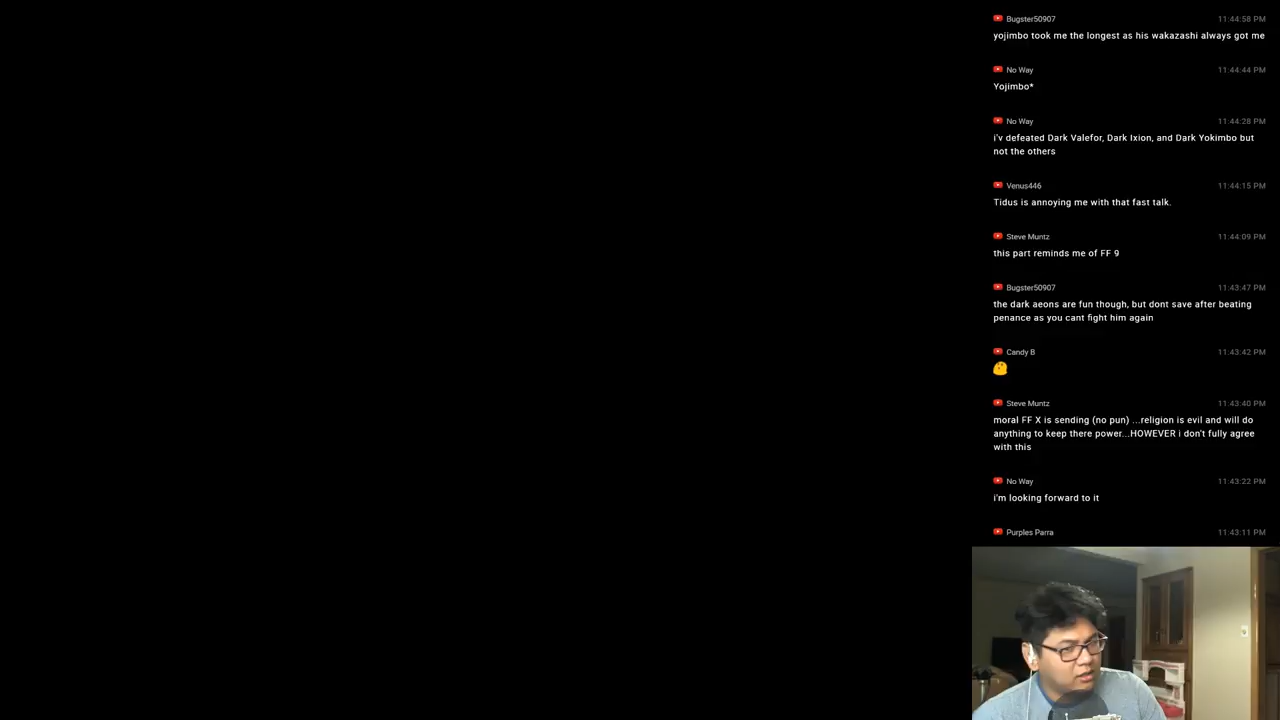 Bugster50907 11:44:58 PM
yojimbo took me the longest as his wakazashi always got me
No Way 11:44:44 PM
Yojimbo*
No Way 11:44:28 PM
i'v defeated Dark Valefor, Dark Ixion, and Dark Yokimbo but
not the others
Venus446 11:44:15 PM
Tidus is annoying me with that fast talk.
Steve Muntz 11:44:09 PM
this part reminds me of FF 9
Bugster50907 11:43:47 PM
the dark aeons are fun though, but dont save after beating
penance as you cant fight him again
Candy B 11:43:42 PM
Steve Muntz 11:43:40 PM
moral FF X is sending (no pun) ...religion is evil and will do
anything to keep there power...HOWEVER i don't fully agree
with this
No Way 11:43:22 PM
i'm looking forward to it
Purples Parra 11:43:11 PM